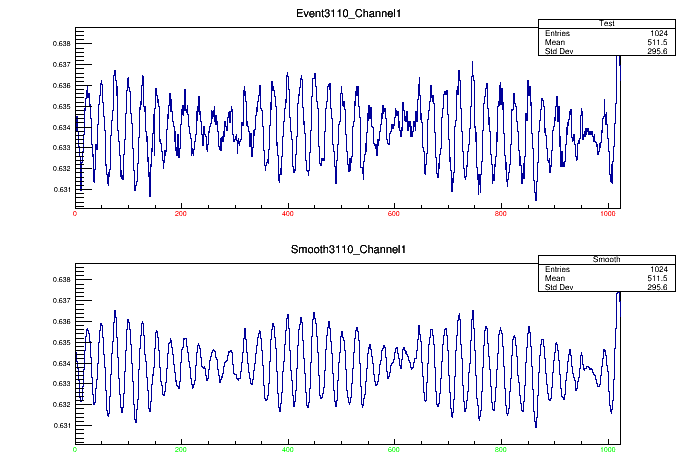 Event3110_Channel1
Test
Entries 1024
Mean 511.5
Std Dev 295.6
0.638
0.637
0.636
0.635
0.634
0.633
0.632
0.631
0 200 400 600 800 1000
Smooth3110_Channel1
Smooth
Entries 1024
Mean 511.5
Std Dev 295.6
0.638
0.637
0.636
0.635
0.634
0.633
0.632
0.631
0 200 400 600 800 1000